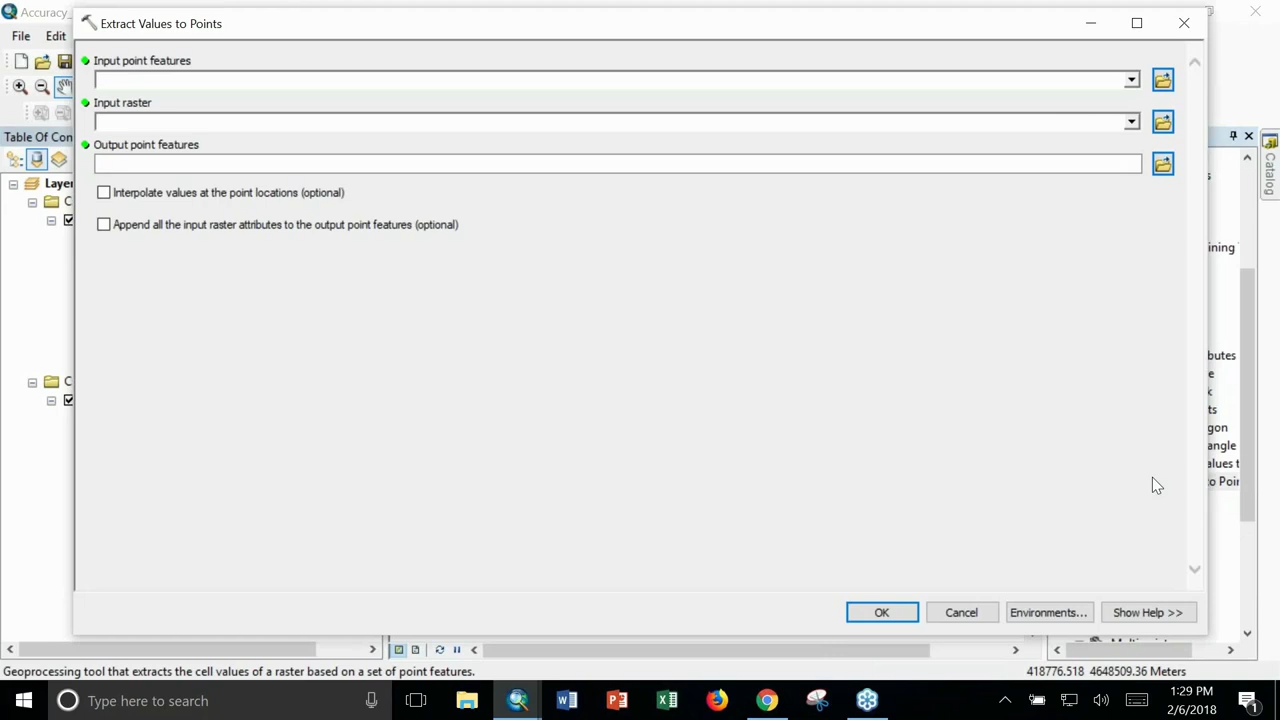 Accuracy_
Extract Values to Points
File Edit
Input point features
Input raster
Output point features
Interpolate values at the point locations (optional)
Append all the input raster attributes to the output point features (optional)
Table Of Con
Layer
C
C
Catalog
s
ining
butes
e
k
ts
gon
angle
alues t
to Poin
OK Cancel Environments... Show Help >>
Geoprocessing tool that extracts the cell values of a raster based on a set of point features.
418776.518 4648509.36 Meters
Type here to search
1:29 PM
2/6/2018
1